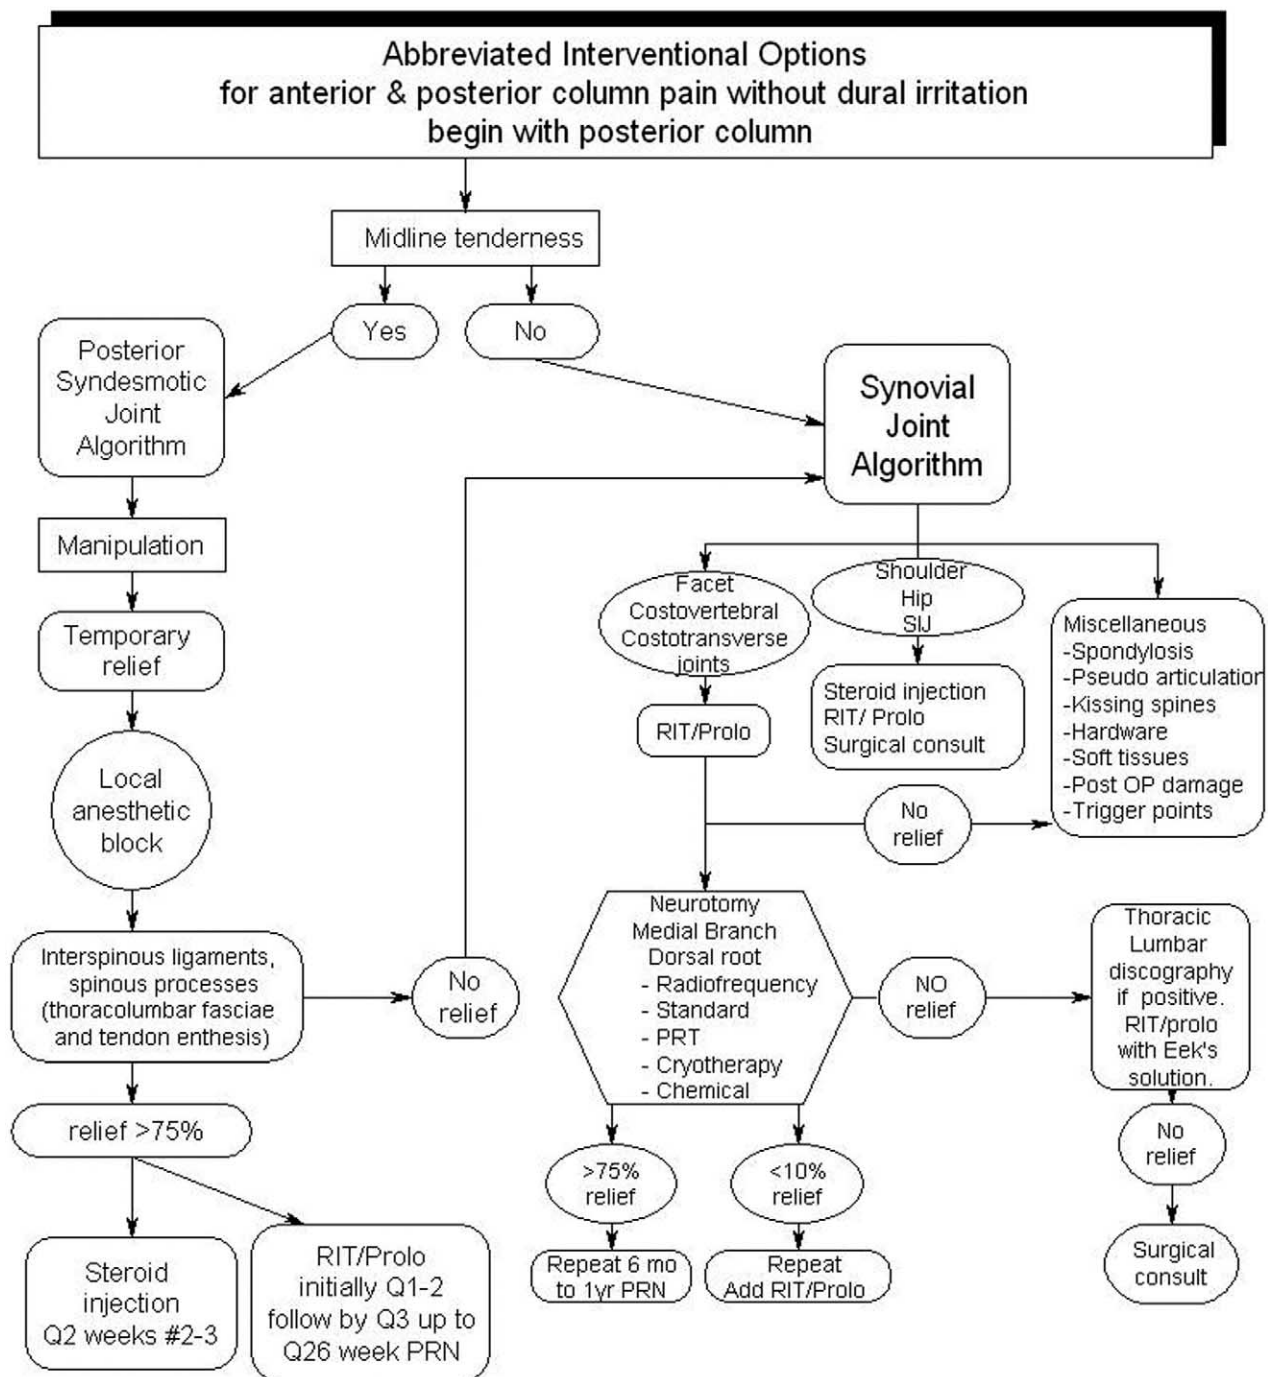 Abbreviated Interventional Options
for anterior & posterior column pain without dural irritation
begin with posterior column
Midline tenderness
Yes
No
Posterior
Syndesmotic
Joint
Algorithm
Synovial
Joint
Algorithm
Manipulation
Temporary
relief
Local
anesthetic
block
Interspinous ligaments,
spinous processes
(thoracolumbar fasciae
and tendon enthesis)
No
relief
relief >75%
Steroid
injection
Q2 weeks #2-3
RIT/Prolo
initially Q1-2
follow by Q3 up to
Q26 week PRN
Facet
Costovertebral
Costotransverse
joints
Shoulder
Hip
SIJ
Miscellaneous
-Spondylosis
-Pseudo articulation
-Kissing spines
-Hardware
-Soft tissues
-Post OP damage
-Trigger points
RIT/Prolo
Steroid injection
RIT/ Prolo
Surgical consult
No
relief
Neurotomy
Medial Branch
Dorsal root
- Radiofrequency
- Standard
- PRT
- Cryotherapy
- Chemical
NO
relief
Thoracic
Lumbar
discography
if positive.
RIT/prolo
with Eek's
solution.
>75%
relief
<10%
relief
No
relief
Repeat 6 mo
to 1yr PRN
Repeat
Add RIT/Prolo
Surgical
consult